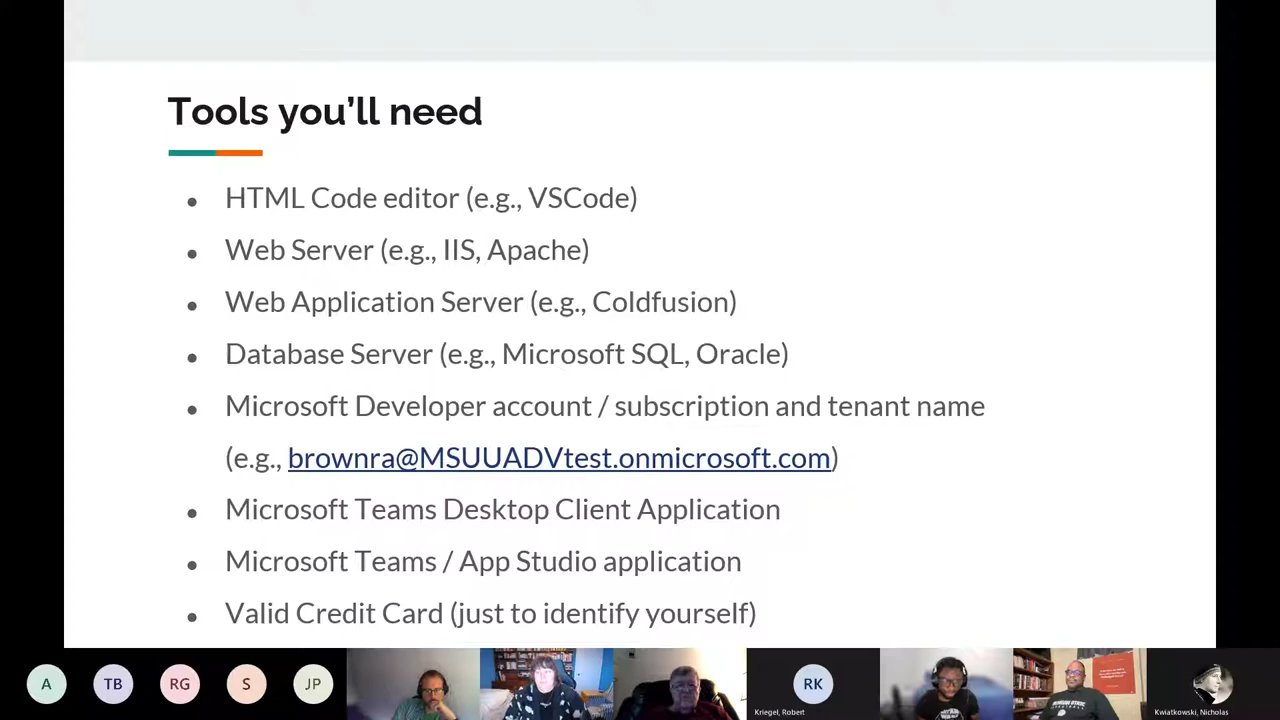 Tools you’ll need
● HTML Code editor (e.g., VSCode)
● Web Server (e.g., IIS, Apache)
● Web Application Server (e.g., Coldfusion)
● Database Server (e.g., Microsoft SQL, Oracle)
● Microsoft Developer account / subscription and tenant name
(e.g., brownra@MSUUADVtest.onmicrosoft.com)
● Microsoft Teams Desktop Client Application
● Microsoft Teams / App Studio application
● Valid Credit Card (just to identify yourself)
A TB RG S JP RK
Kriegel, Robert
Kwiatkowski, Nicholas